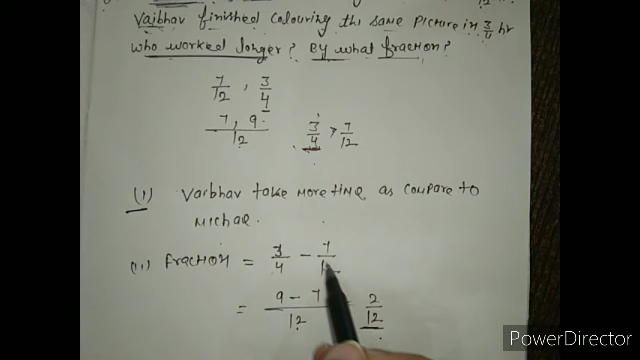 12
Vaibhav finished colouring the same picture in 3/4 hr
who worked longer? By what fraction?
7/12 , 3/4
7, 9
12
3/4 > 7/12
(i) Vaibhav take more time as compare to
Michae.
(ii) fraction = 3/4 - 7/12
= 9 - 7 / 12 2/12
PowerDirector